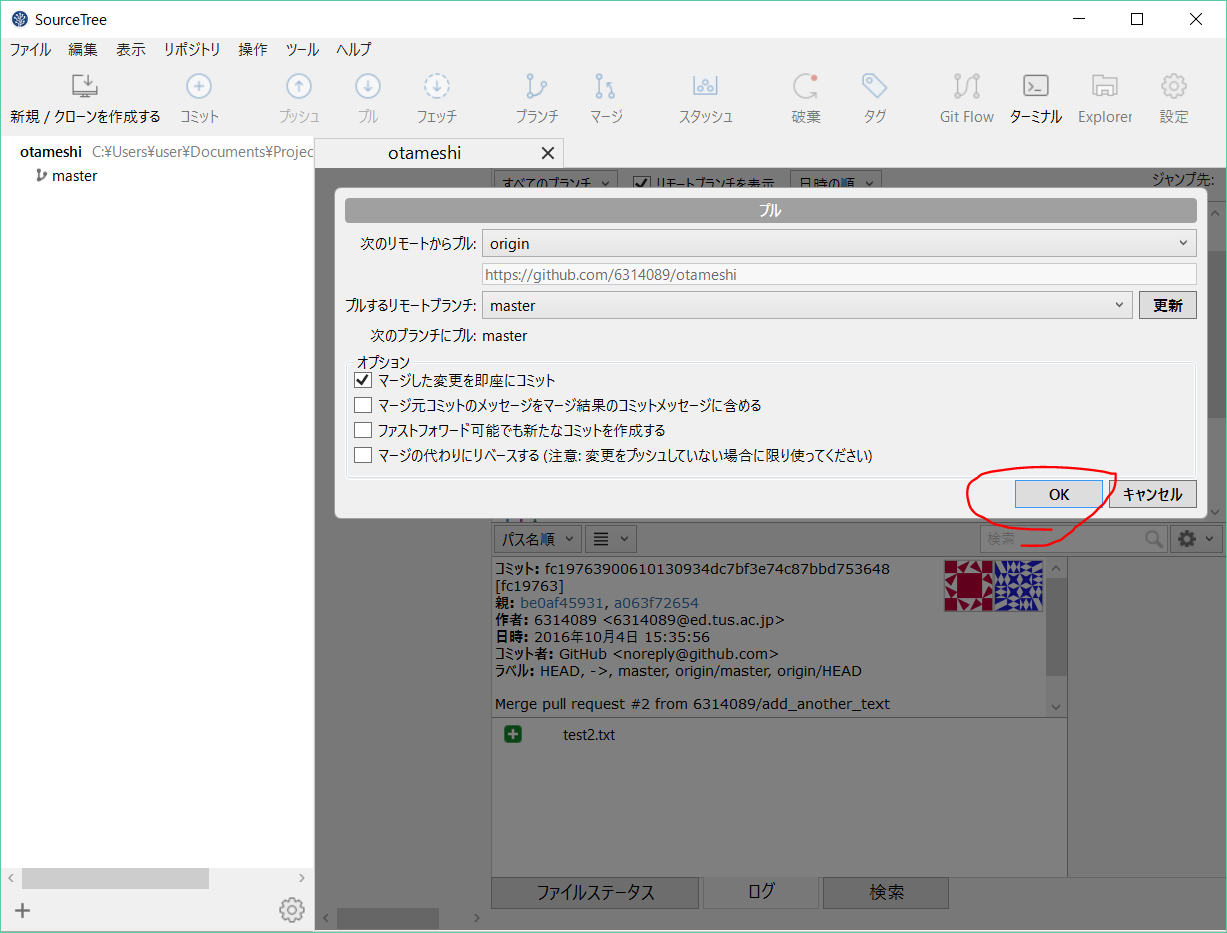 SourceTree
ファイル 編集 表示 リポジトリ 操作 ツール ヘルプ
新規 / クローンを作成する コミット プッシュ プル フェッチ ブランチ マージ スタッシュ 破棄 タグ Git Flow ターミナル Explorer 設定
otameshi C:¥Users¥user¥Documents¥Projec
master
otameshi
すべてのブランチ リモートブランチを表示 日時の順 ジャンプ先:
プル
次のリモートからプル: origin
https://github.com/6314089/otameshi
プルするリモートブランチ: master 更新
次のブランチにプル: master
オプション
マージした変更を即座にコミット
マージ元コミットのメッセージをマージ結果のコミットメッセージに含める
ファストフォワード可能でも新たなコミットを作成する
マージの代わりにリベースする (注意: 変更をプッシュしていない場合に限り使ってください)
OK キャンセル
パス名順 検索
コミット: fc19763900610130934dc7bf3e74c87bbd753648
[fc19763]
親: be0af45931, a063f72654
作者: 6314089 <6314089@ed.tus.ac.jp>
日時: 2016年10月4日 15:35:56
コミット者: GitHub <noreply@github.com>
ラベル: HEAD, ->, master, origin/master, origin/HEAD
Merge pull request #2 from 6314089/add_another_text
test2.txt
ファイルステータス ログ 検索